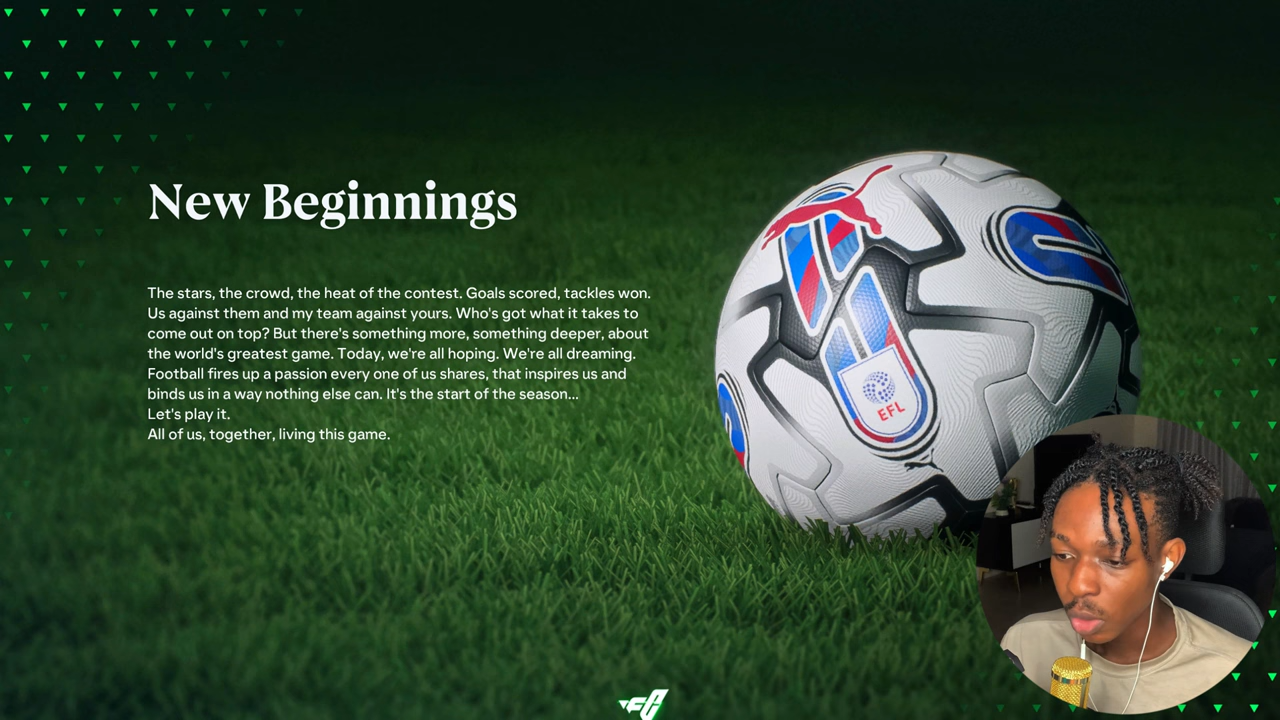 New Beginnings
The stars, the crowd, the heat of the contest. Goals scored, tackles won.
Us against them and my team against yours. Who's got what it takes to
come out on top? But there's something more, something deeper, about
the world's greatest game. Today, we're all hoping. We're all dreaming.
Football fires up a passion every one of us shares, that inspires us and
binds us in a way nothing else can. It's the start of the season...
Let's play it.
All of us, together, living this game.
EFL
FC